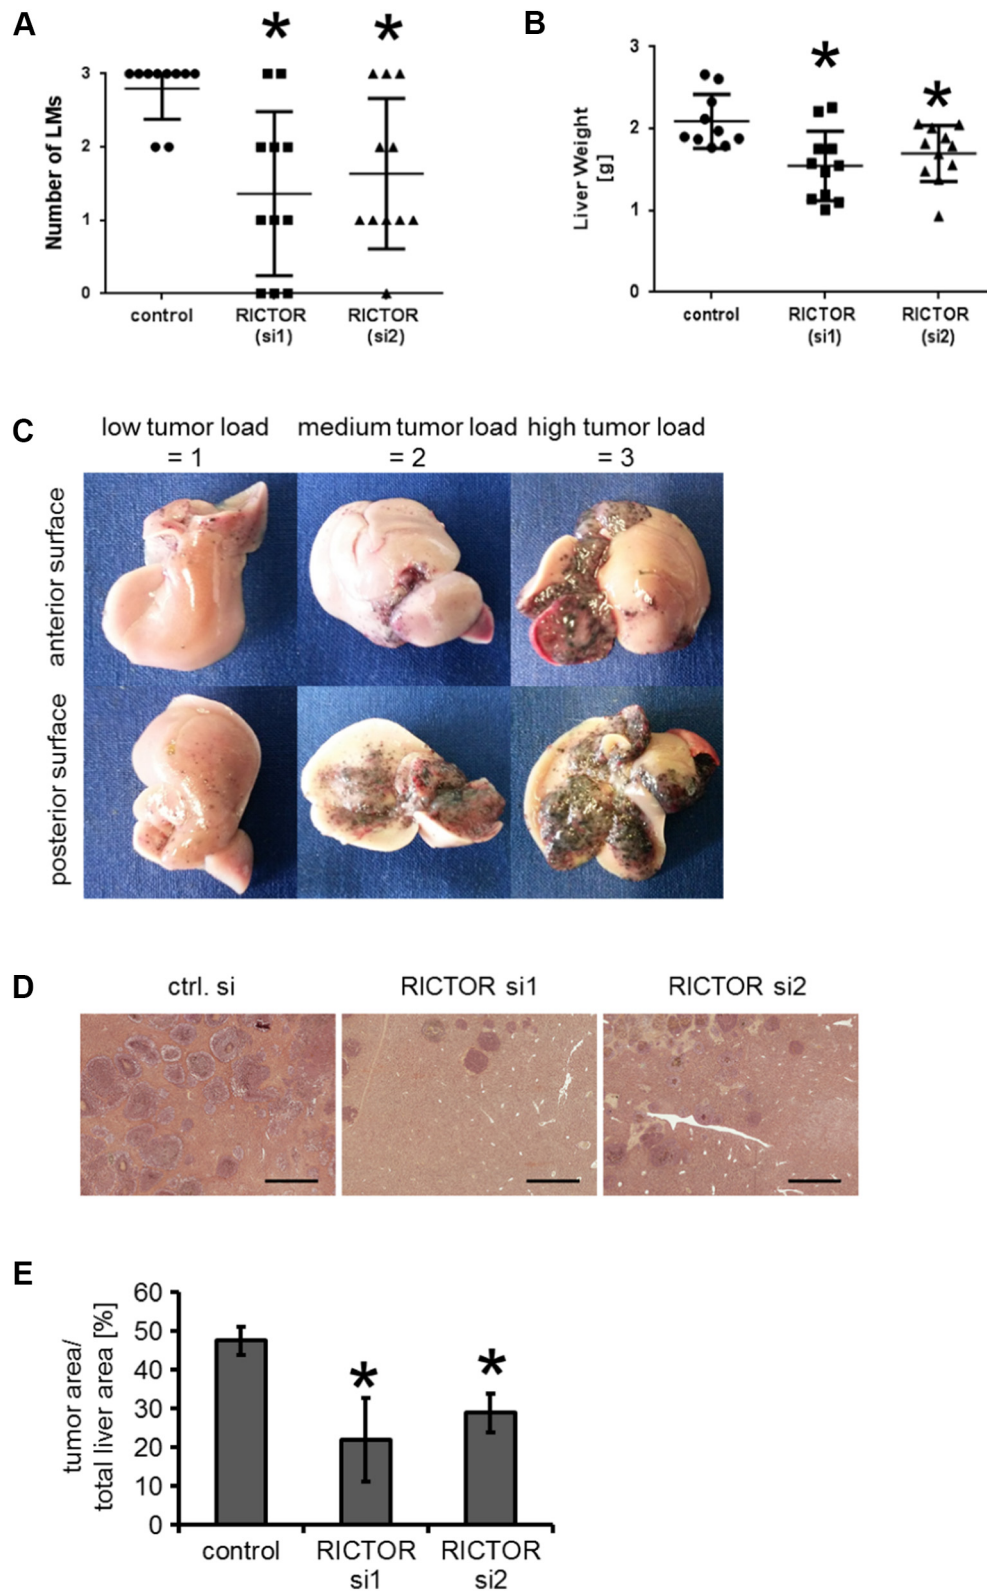 A
B
Number of LMs
3
2
1
0
*
*
control
RICTOR
(si1)
RICTOR
(si2)
Liver Weight
[g]
3
2
1
0
*
*
control
RICTOR
(si1)
RICTOR
(si2)
C
low tumor load
= 1
medium tumor load
= 2
high tumor load
= 3
anterior surface
posterior surface
D
ctrl. si
RICTOR si1
RICTOR si2
E
tumor area/
total liver area [%]
60
50
40
30
20
10
0
*
*
control
RICTOR
si1
RICTOR
si2